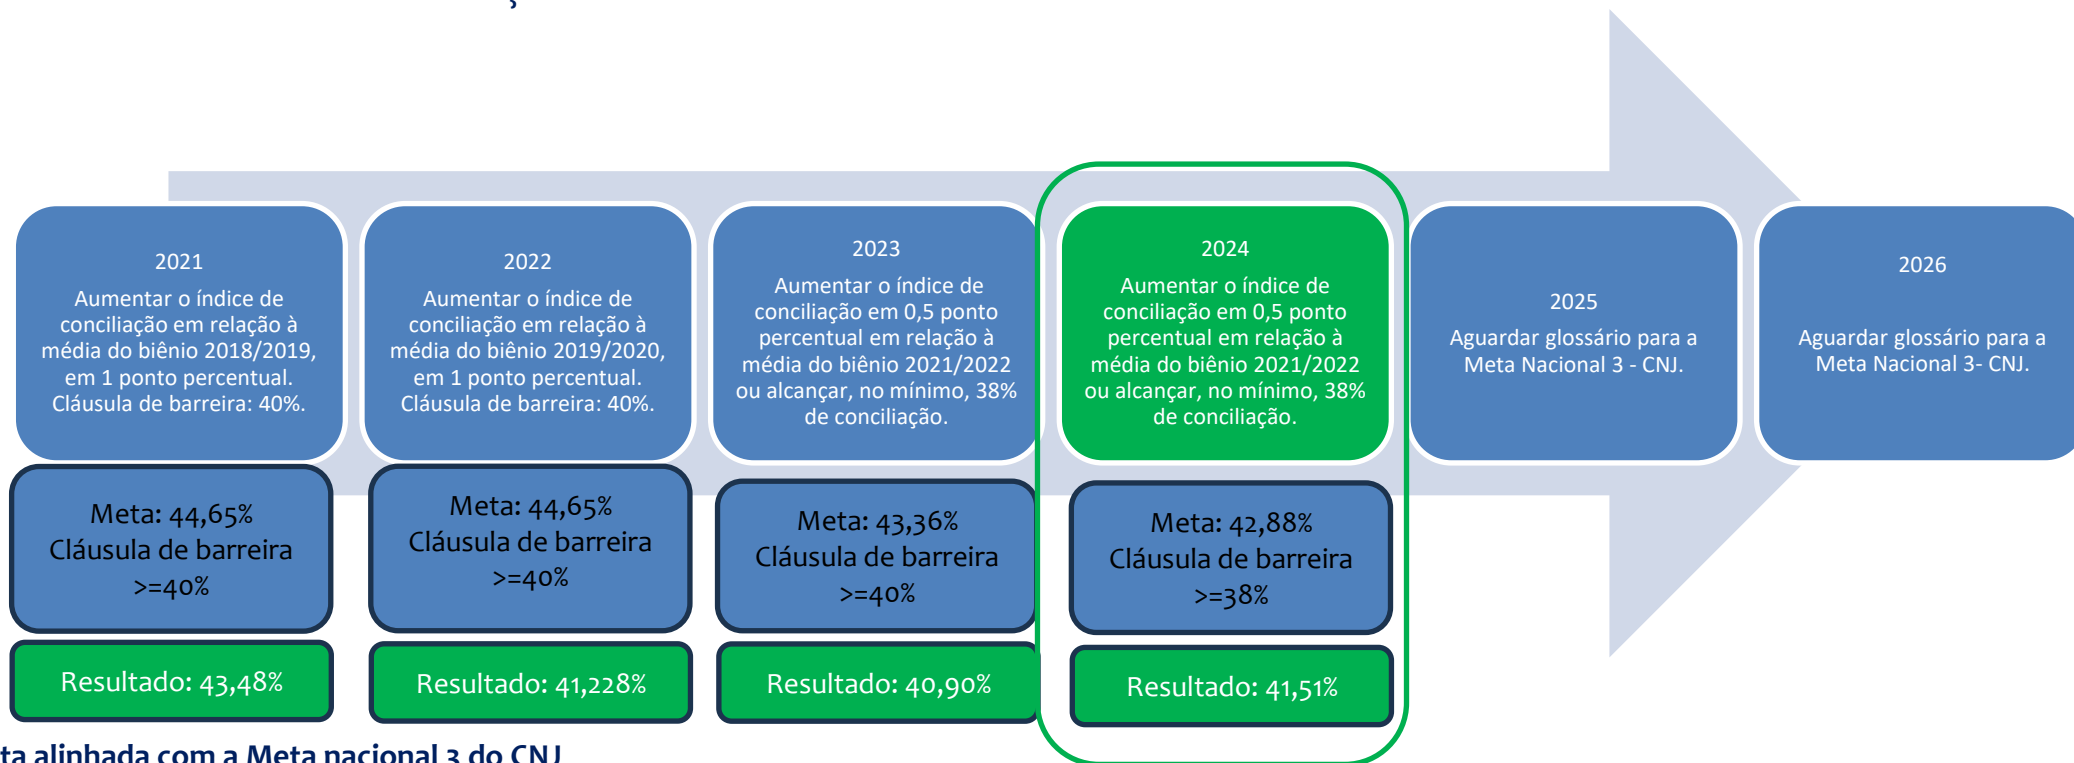 2021
Aumentar o índice de
conciliação em relação à
média do biênio 2018/2019,
em 1 ponto percentual.
Cláusula de barreira: 40%.
2022
Aumentar o índice de
conciliação em relação à
média do biênio 2019/2020,
em 1 ponto percentual.
Cláusula de barreira: 40%.
2023
Aumentar o índice de
conciliação em 0,5 ponto
percentual em relação à
média do biênio 2021/2022
ou alcançar, no mínimo, 38%
de conciliação.
2024
Aumentar o índice de
conciliação em 0,5 ponto
percentual em relação à
média do biênio 2021/2022
ou alcançar, no mínimo, 38%
de conciliação.
2025
Aguardar glossário para a
Meta Nacional 3 - CNJ.
2026
Aguardar glossário para a
Meta Nacional 3- CNJ.
Meta: 44,65%
Cláusula de barreira
>=40%
Meta: 44,65%
Cláusula de barreira
>=40%
Meta: 43,36%
Cláusula de barreira
>=40%
Meta: 42,88%
Cláusula de barreira
>=38%
Resultado: 43,48%
Resultado: 41,228%
Resultado: 40,90%
Resultado: 41,51%
ta alinhada com a Meta nacional 3 do CNJ